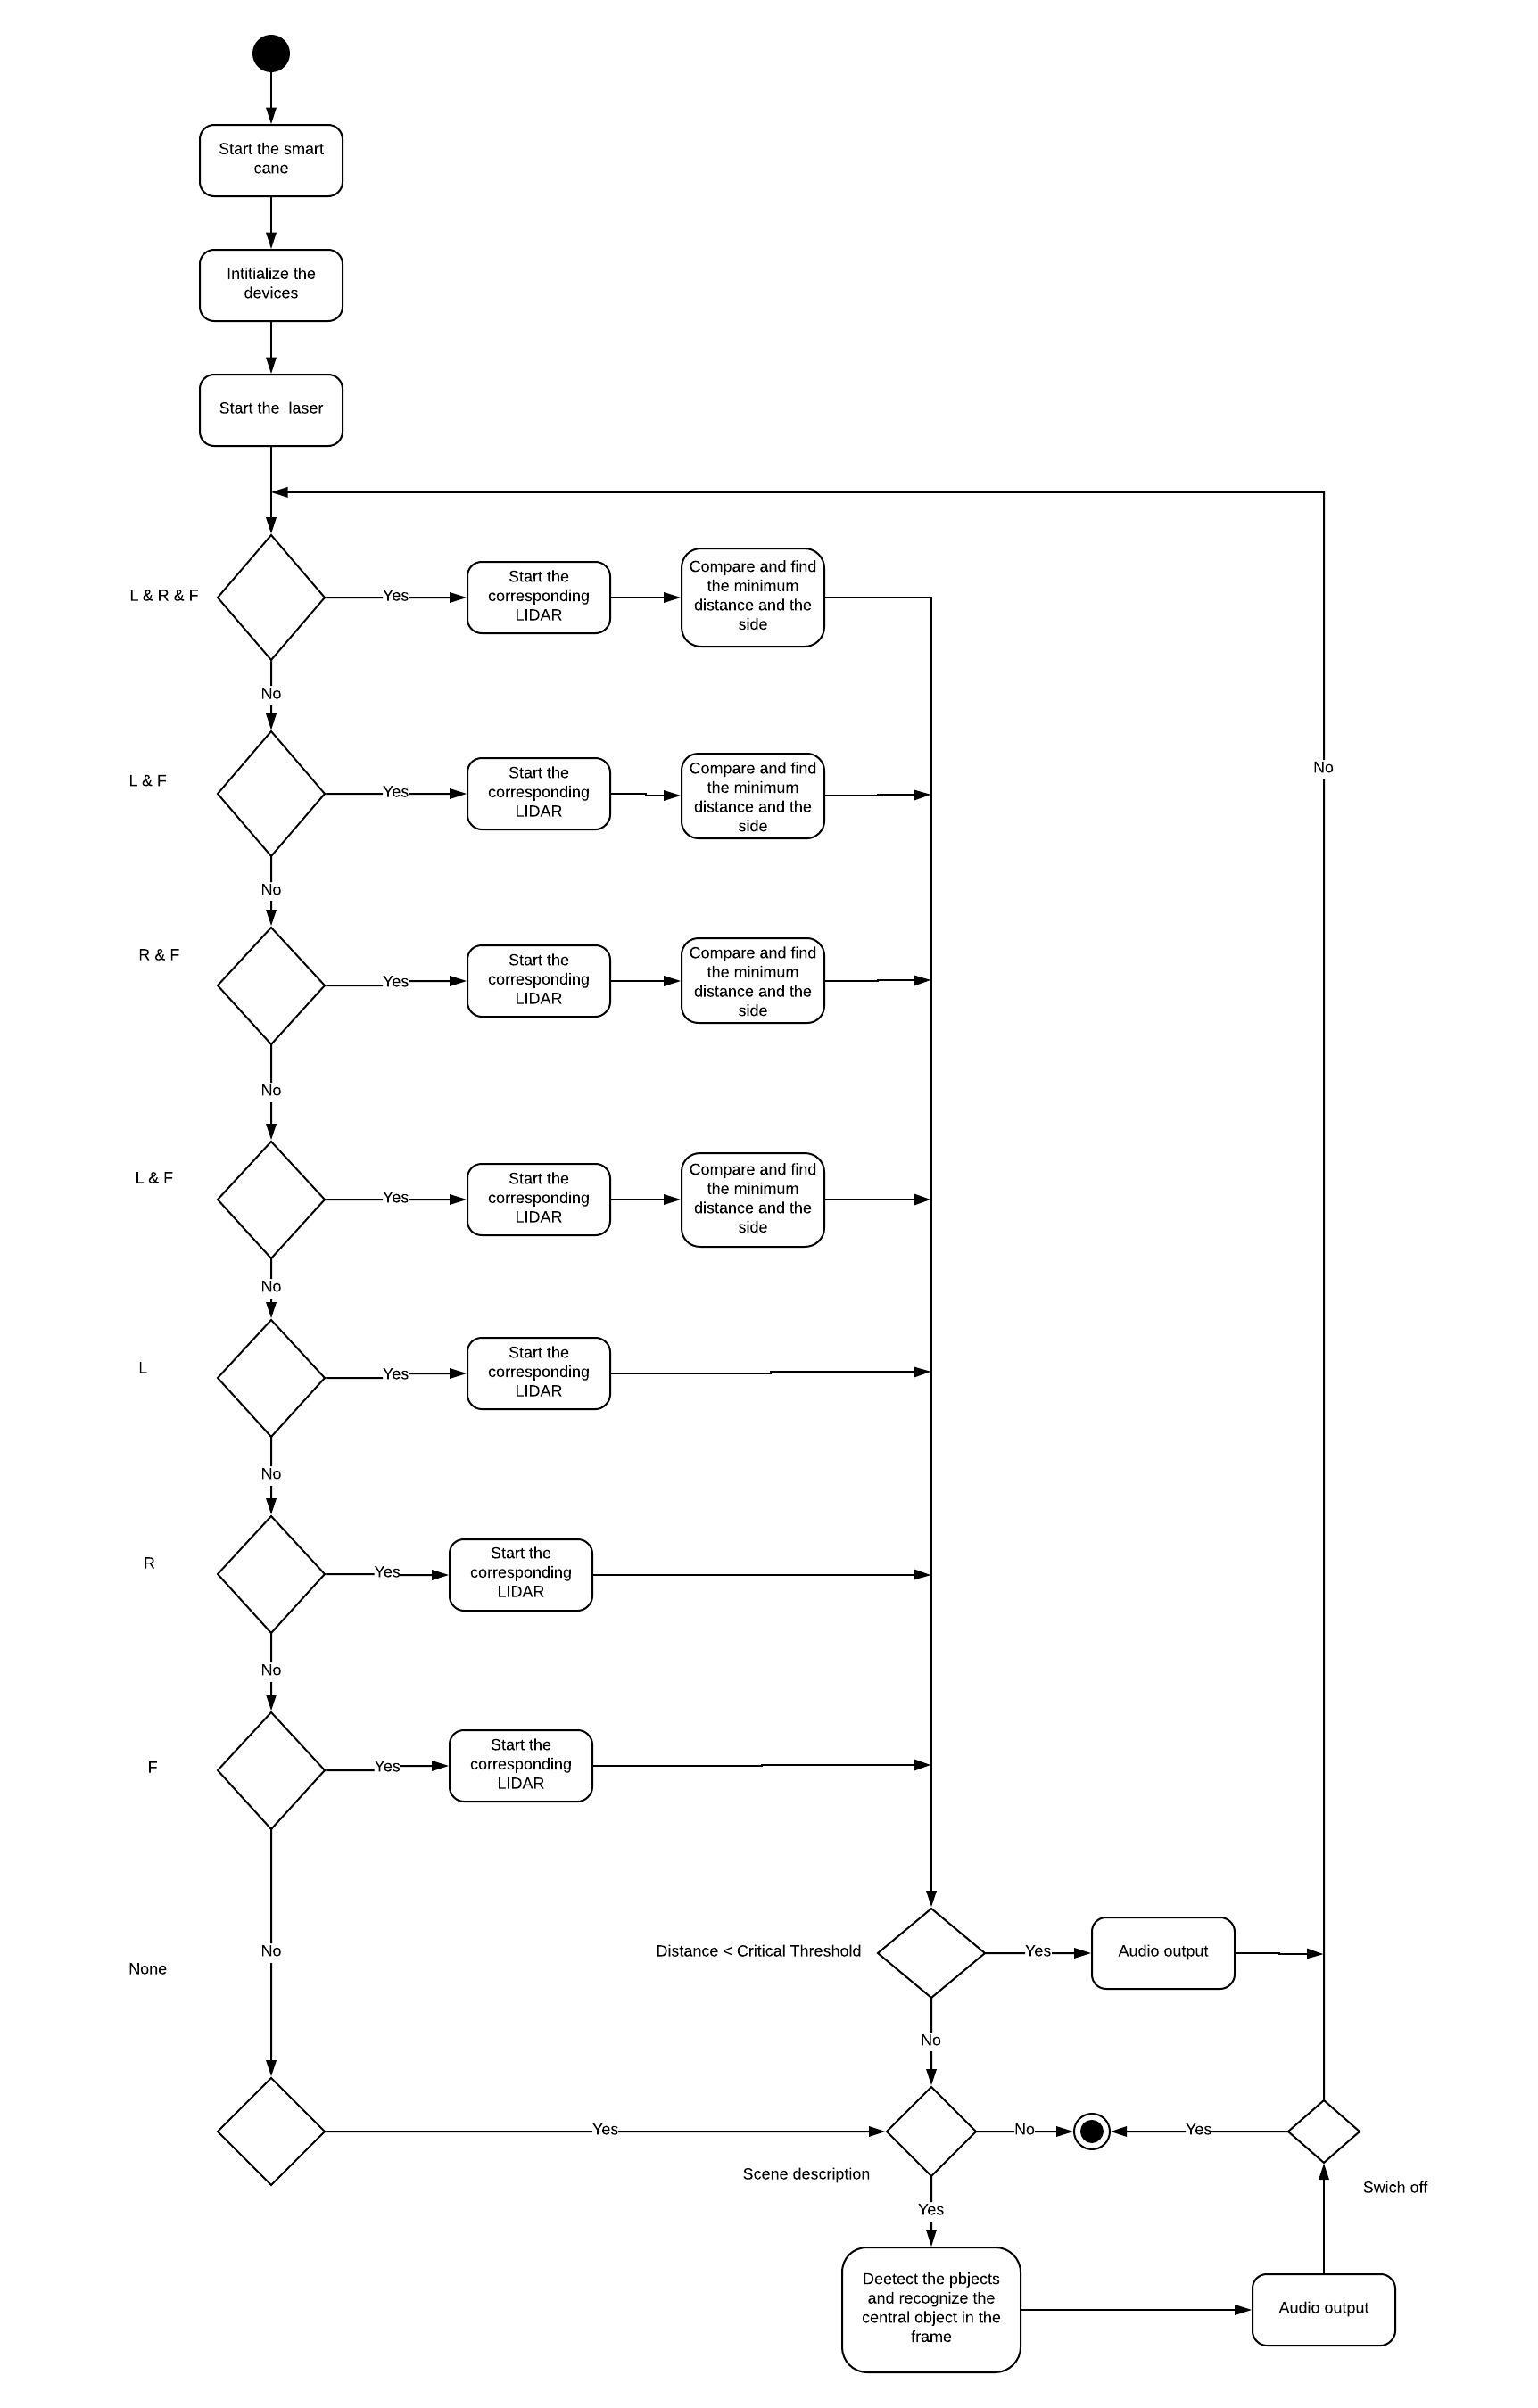 Start the smart
cane
Intitialize the
devices
Start the  laser
L & R & F
Yes
Start the
corresponding
LIDAR
Compare and find
the minimum
distance and the
side
No
No
L & F
Yes
Start the
corresponding
LIDAR
Compare and find
the minimum
distance and the
side
No
R & F
Yes
Start the
corresponding
LIDAR
Compare and find
the minimum
distance and the
side
No
L & F
Yes
Start the
corresponding
LIDAR
Compare and find
the minimum
distance and the
side
No
L
Yes
Start the
corresponding
LIDAR
No
R
Yes
Start the
corresponding
LIDAR
No
F
Yes
Start the
corresponding
LIDAR
No
None
Distance < Critical Threshold
Yes
Audio output
No
Yes
Scene description
No
Yes
Swich off
Yes
Deetect the pbjects
and recognize the
central object in the
frame
Audio output